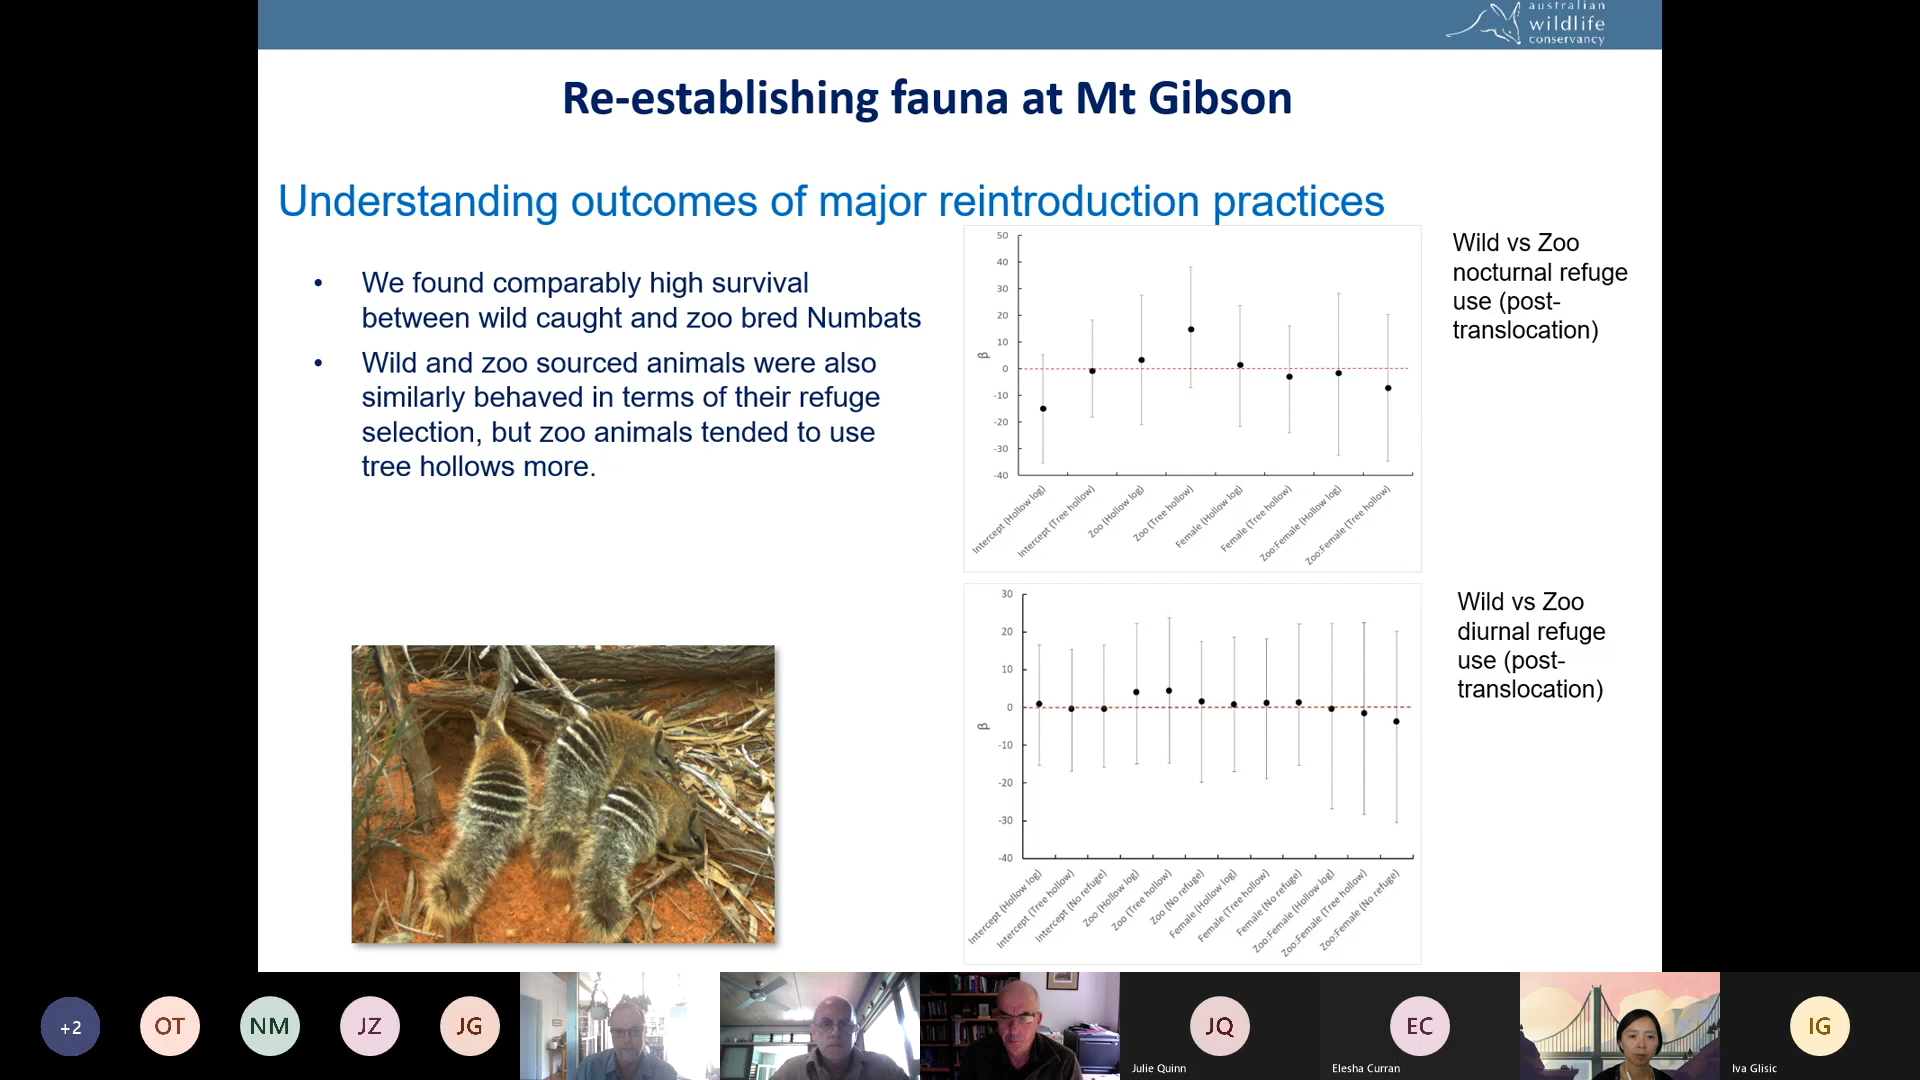 australian
wildlife
conservancy
Re-establishing fauna at Mt Gibson
Understanding outcomes of major reintroduction practices
• We found comparably high survival
between wild caught and zoo bred Numbats
• Wild and zoo sourced animals were also
similarly behaved in terms of their refuge
selection, but zoo animals tended to use
tree hollows more.
50
40
30
20
10
0
-10
-20
-30
-40
β
Intercept (Hollow log)
Intercept (Tree hollow)
Zoo (Hollow log)
Zoo (Tree hollow)
Female (Hollow log)
Female (Tree hollow)
Zoo:Female (Hollow log)
Zoo:Female (Tree hollow)
Wild vs Zoo
nocturnal refuge
use (post-
translocation)
30
20
10
0
-10
-20
-30
-40
β
Intercept (Hollow log)
Intercept (Tree hollow)
Intercept (No refuge)
Zoo (Hollow log)
Zoo (Tree hollow)
Zoo (No refuge)
Female (Hollow log)
Female (Tree hollow)
Female (No refuge)
Zoo:Female (Hollow log)
Zoo:Female (Tree hollow)
Zoo:Female (No refuge)
Wild vs Zoo
diurnal refuge
use (post-
translocation)
+2
OT
NM
JZ
JG
JQ
Julie Quinn
EC
Elesha Curran
IG
Iva Glisic